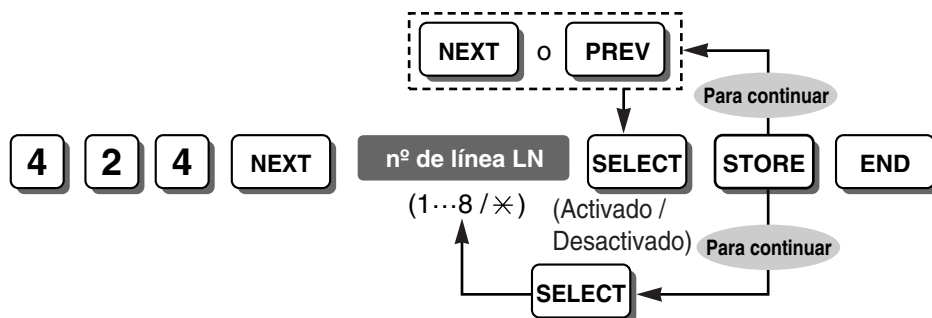 NEXT o PREV
Para continuar
4 2 4 NEXT nº de línea LN SELECT STORE END
(1···8 / ✳) (Activado /
Desactivado) Para continuar
SELECT